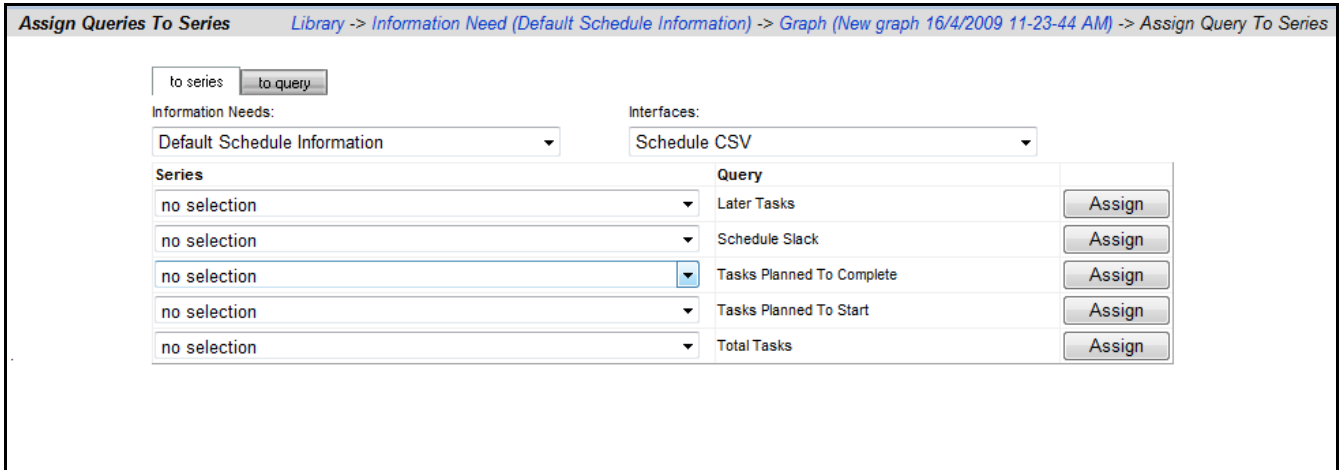 Assign Queries To Series Library -> Information Need (Default Schedule Information) -> Graph (New graph 16/4/2009 11-23-44 AM) -> Assign Query To Series
to series to query
Information Needs: Interfaces:
Default Schedule Information Schedule CSV
Series Query
no selection Later Tasks Assign
no selection Schedule Slack Assign
no selection Tasks Planned To Complete Assign
no selection Tasks Planned To Start Assign
no selection Total Tasks Assign